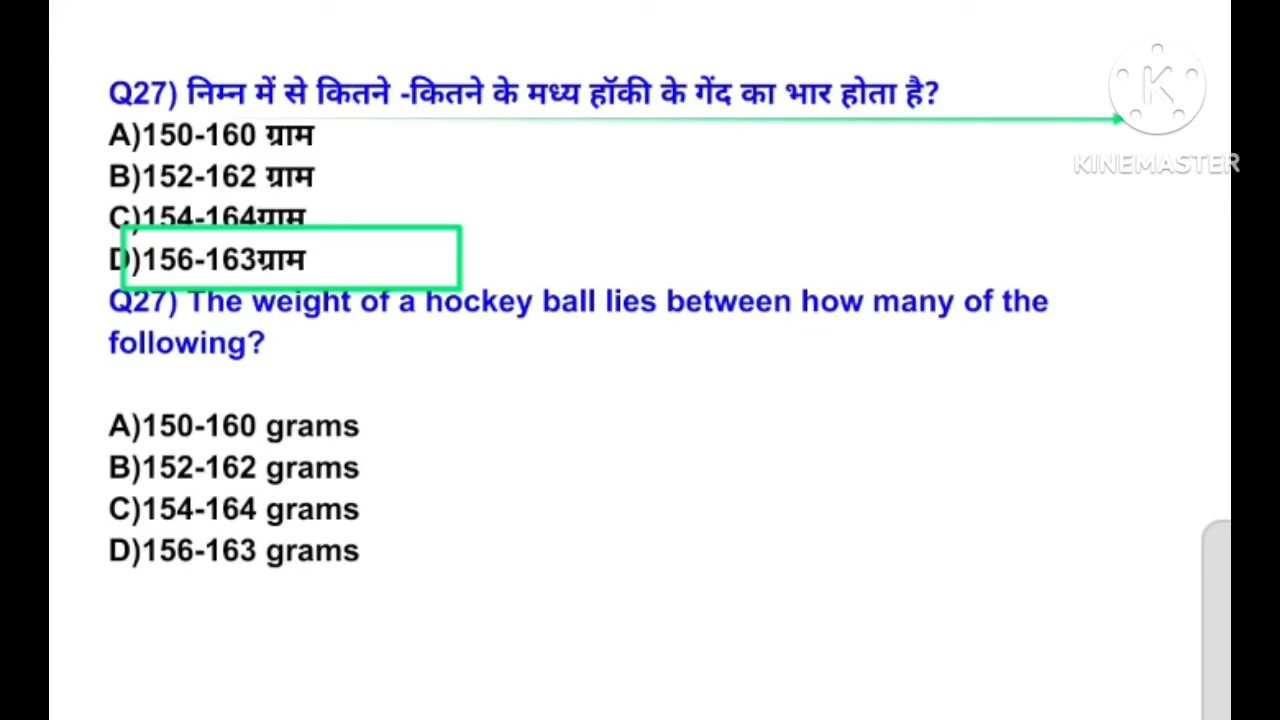 Q27) निम्न में से कितने -कितने के मध्य हॉकी के गेंद का भार होता है?
A)150-160 ग्राम
B)152-162 ग्राम
C)154-164ग्राम
D)156-163ग्राम
Q27) The weight of a hockey ball lies between how many of the
following?
A)150-160 grams
B)152-162 grams
C)154-164 grams
D)156-163 grams
K
KINEMASTER